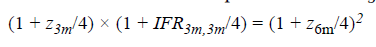 (1 + z3m/4) × (1 + IFR3m,3m/4) = (1 + z6m/4)²